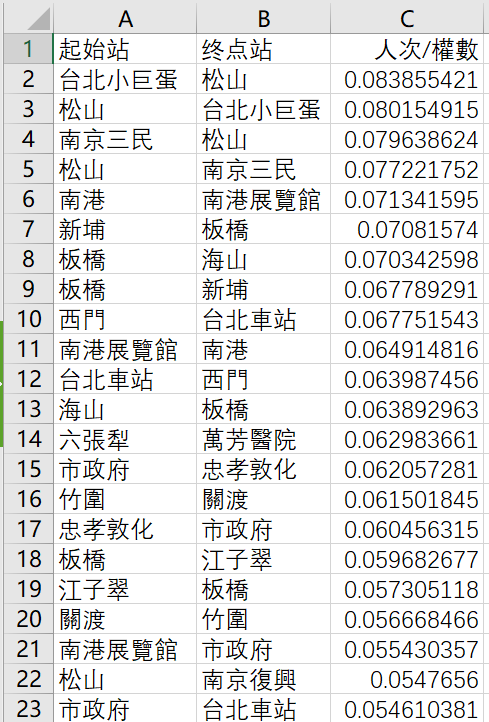 A B C
1 起始站 终点站 人次/權數
2 台北小巨蛋 松山 0.083855421
3 松山 台北小巨蛋 0.080154915
4 南京三民 松山 0.079638624
5 松山 南京三民 0.077221752
6 南港 南港展覽館 0.071341595
7 新埔 板橋 0.07081574
8 板橋 海山 0.070342598
9 板橋 新埔 0.067789291
10 西門 台北車站 0.067751543
11 南港展覽館 南港 0.064914816
12 台北車站 西門 0.063987456
13 海山 板橋 0.063892963
14 六張犁 萬芳醫院 0.062983661
15 市政府 忠孝敦化 0.062057281
16 竹圍 關渡 0.061501845
17 忠孝敦化 市政府 0.060456315
18 板橋 江子翠 0.059682677
19 江子翠 板橋 0.057305118
20 關渡 竹圍 0.056668466
21 南港展覽館 市政府 0.055430357
22 松山 南京復興 0.0547656
23 市政府 台北車站 0.054610381